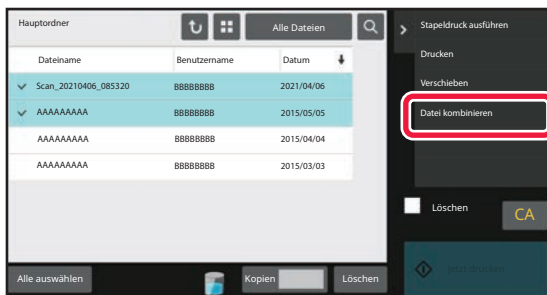 Hauptordner
Alle Dateien
Dateiname Benutzername Datum
Scan_20210406_085320 BBBBBBBB 2021/04/06
AAAAAAAAA BBBBBBBB 2015/05/05
AAAAAAAAA BBBBBBBB 2015/04/04
AAAAAAAAA BBBBBBBB 2015/03/03
Alle auswählen Kopien Löschen
Stapeldruck ausführen
Drucken
Verschieben
Datei kombinieren
Löschen
CA
Jetzt drucken